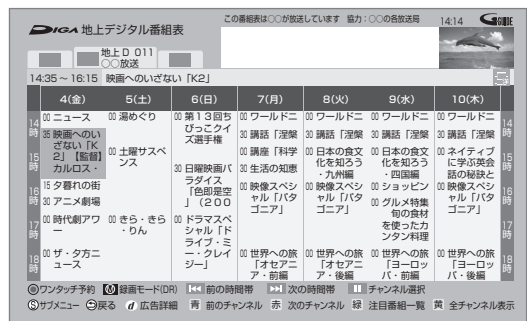 この番組表は○○が放送しています 協力：○○の各放送局 14:14 G GUIDE
DIGA 地上デジタル番組表
地上D 011
○○放送
14:35～16:15 映画へのいざない「K2」
4(金) 5(土) 6(日) 7(月) 8(火) 9(水) 10(木)
14時
15時
16時
17時
18時
00 ニュース
35 映画へのい
ざない「K
2」【監督】
カルロス・
15 夕暮れの街
30 アニメ劇場
00 時代劇アワ
ー
00 ザ・夕方ニ
ュース
00 湯めぐり
00 土曜サスペ
ンス
00 きら・きら
・りん
00 第13回ち
びっこクイ
ズ選手権
30 日曜映画パ
ラダイス
「色即是空
」（200
00 ドラマスペ
シャル「ド
ライブ・ミ
ー・クレイ
ジー」
00 ワールドニ
30 講話「涅槃
00 講座「科学
30 生活の知恵
00 映像スペシ
ャル「パタ
ゴニア」
00 世界への旅
「オセアニ
ア・前編
00 ワールドニ
30 講話「涅槃
00 日本の食文
化を知ろう
・九州編
00 映像スペシ
ャル「パタ
ゴニア」
00 世界への旅
「オセアニ
ア・後編
00 ワールドニ
30 講話「涅槃
00 日本の食文
化を知ろう
・四国編
00 ショッピン
00 グルメ特集
旬の食材
を使ったカ
ンタン料理
00 世界への旅
「ヨーロッ
パ・前編
00 ワールドニ
30 講話「涅槃
00 ネイティブ
に学ぶ英会
話の秘訣と
00 映像スペシ
ャル「パタ
ゴニア」
00 世界への旅
「ヨーロッ
パ・後編
14時
15時
16時
17時
18時
ワンタッチ予約 録画モード(DR) 前の時間帯 次の時間帯 チャンネル選択
Ⓢサブメニュー 戻る d 広告詳細 青 前のチャンネル 赤 次のチャンネル 緑 注目番組一覧 黄 全チャンネル表示